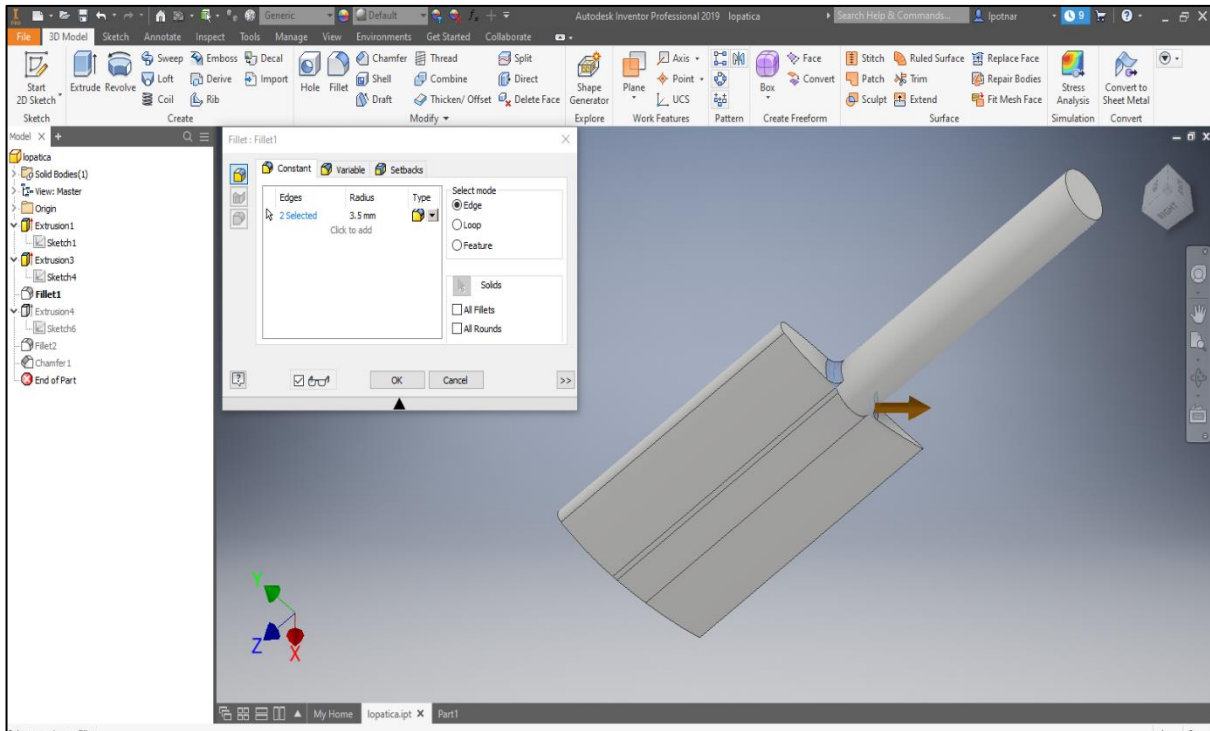 I PRO Generic Default Autodesk Inventor Professional 2019 lopatica Search Help & Commands... lpotnar 9
File 3D Model Sketch Annotate Inspect Tools Manage View Environments Get Started Collaborate
Sweep Emboss Decal Chamfer Thread Split Axis Face Stitch Ruled Surface Replace Face
Loft Derive Import Shell Combine Direct Point Convert Patch Trim Repair Bodies
Coil Rib Draft Thicken/ Offset Delete Face UCS Sculpt Extend Fit Mesh Face
Start 2D Sketch Extrude Revolve Hole Fillet Shape Generator Plane Box Stress Analysis Convert to Sheet Metal
Sketch Create Modify Explore Work Features Pattern Create Freeform Surface Simulation Convert
Model X +
lopatica
Solid Bodies(1)
View: Master
Origin
Extrusion1
Sketch1
Extrusion3
Sketch4
Fillet1
Extrusion4
Sketch6
Fillet2
Chamfer1
End of Part
Fillet : Fillet1
Constant Variable Setbacks
Edges Radius Type
2 Selected 3.5 mm
Click to add
Select mode
Edge
Loop
Feature
Solids
All Fillets
All Rounds
OK Cancel >>
RIGHT
Y
Z X
My Home lopatica.ipt X Part1